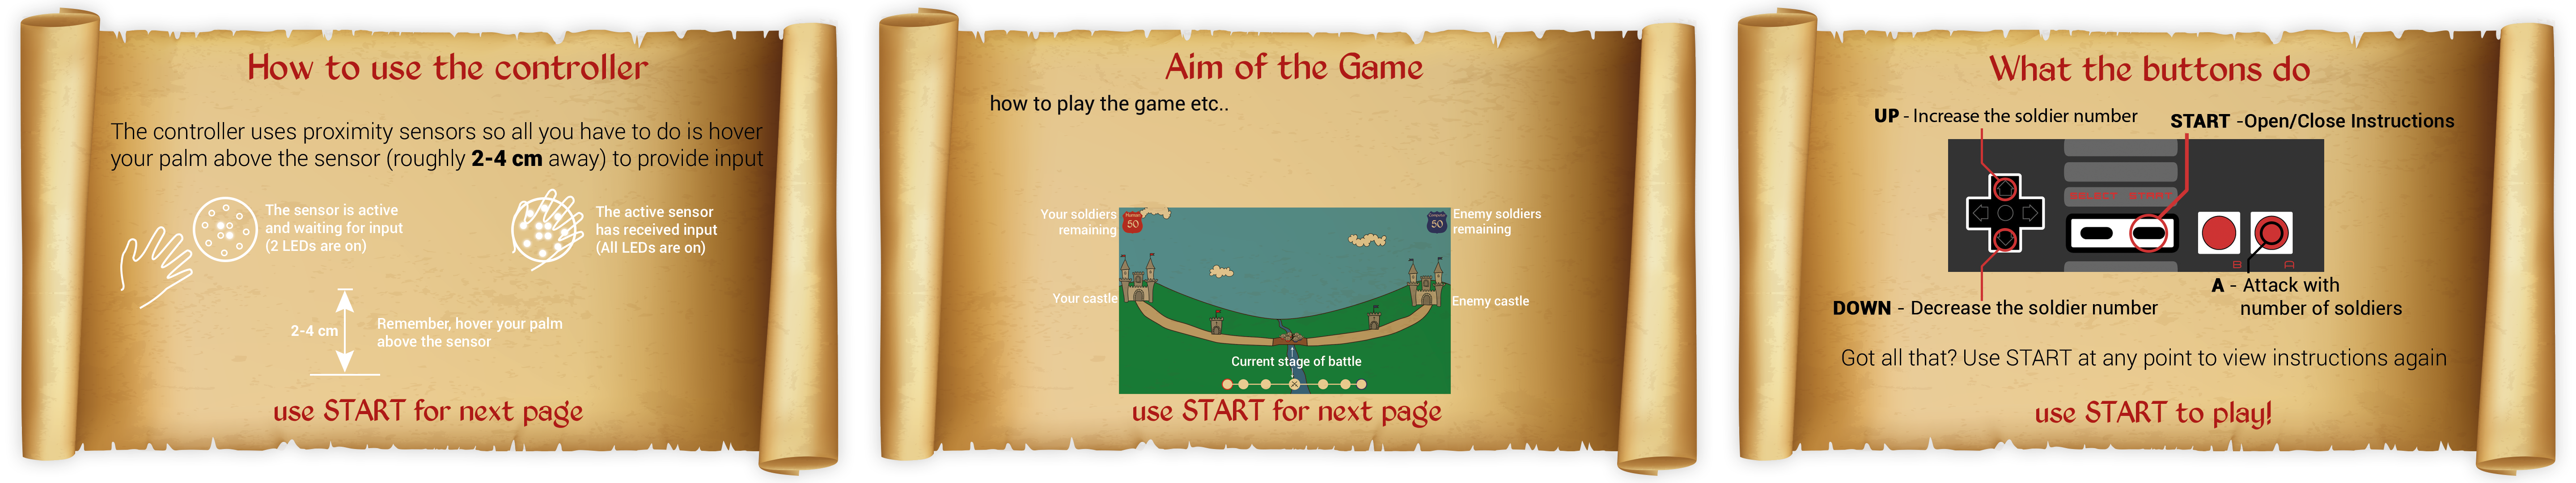 How to use the controller
The controller uses proximity sensors so all you have to do is hover
your palm above the sensor (roughly 2-4 cm away) to provide input
The sensor is active
and waiting for input
(2 LEDs are on)
The active sensor
has received input
(All LEDs are on)
2-4 cm
Remember, hover your palm
above the sensor
use START for next page
Aim of the Game
how to play the game etc..
Your soldiers
remaining
Human
50
Computer
50
Enemy soldiers
remaining
Your castle
Enemy castle
Current stage of battle
use START for next page
What the buttons do
UP - Increase the soldier number
START -Open/Close Instructions
SELECT START
B A
A - Attack with
number of soldiers
DOWN - Decrease the soldier number
Got all that? Use START at any point to view instructions again
use START to play!